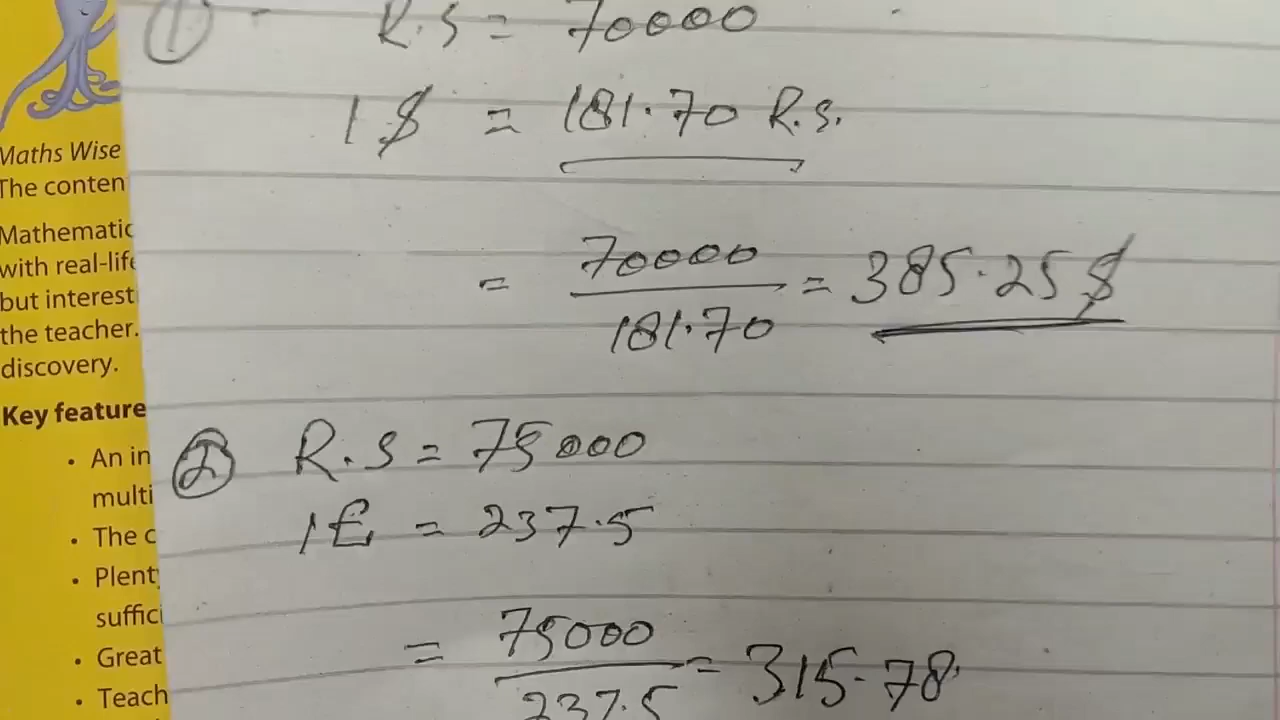 ① R.S = 70000
1 $ = 181.70 R.s.
= 70000 / 181.70 = 385.25 $
② R.S = 75000
1£ = 237.5
= 75000 / 237.5 = 315.78
Maths Wise
The conten
Mathematic
with real-life
but interest
the teacher.
discovery.
Key feature
• An in
multi
• The c
• Plenty
suffici
• Great
• Teach